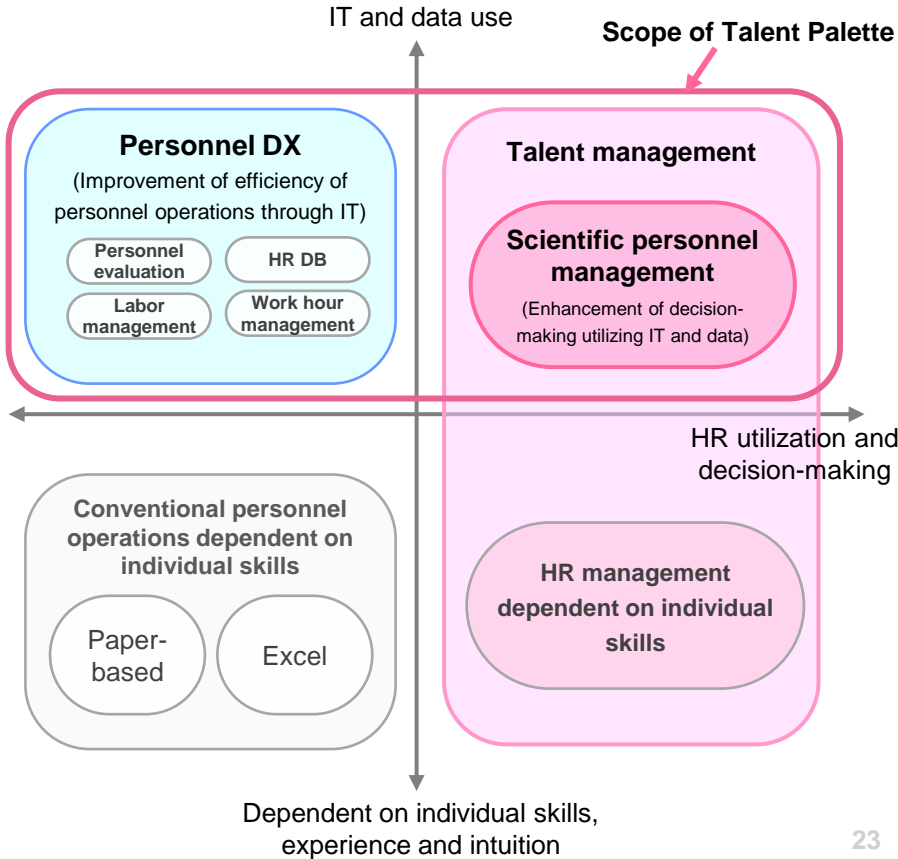 IT and data use
Scope of Talent Palette
Personnel DX
(Improvement of efficiency of
personnel operations through IT)
Personnel
evaluation
HR DB
Labor
management
Work hour
management
Talent management
Scientific personnel
management
(Enhancement of decision-
making utilizing IT and data)
HR utilization and
decision-making
Conventional personnel
operations dependent on
individual skills
Paper-
based
Excel
HR management
dependent on individual
skills
Dependent on individual skills,
experience and intuition
23